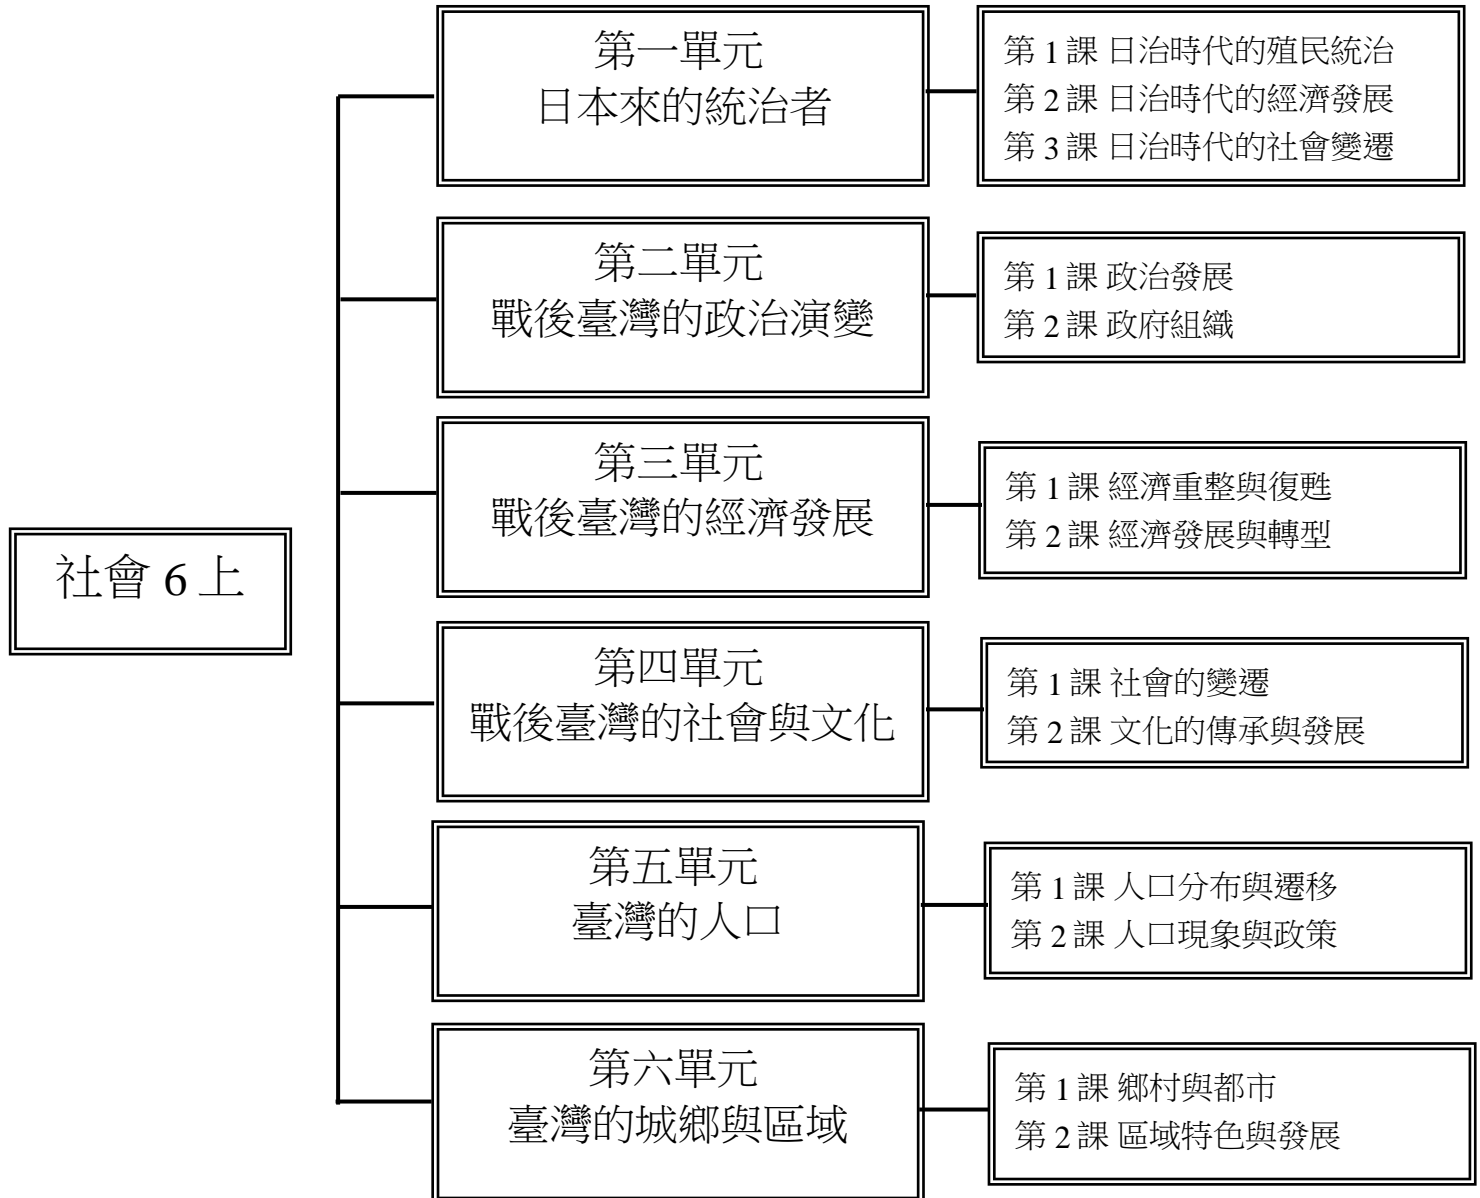 社會 6 上
第一單元
日本來的統治者
第 1 課 日治時代的殖民統治
第 2 課 日治時代的經濟發展
第 3 課 日治時代的社會變遷
第二單元
戰後臺灣的政治演變
第 1 課 政治發展
第 2 課 政府組織
第三單元
戰後臺灣的經濟發展
第 1 課 經濟重整與復甦
第 2 課 經濟發展與轉型
第四單元
戰後臺灣的社會與文化
第 1 課 社會的變遷
第 2 課 文化的傳承與發展
第五單元
臺灣的人口
第 1 課 人口分布與遷移
第 2 課 人口現象與政策
第六單元
臺灣的城鄉與區域
第 1 課 鄉村與都市
第 2 課 區域特色與發展